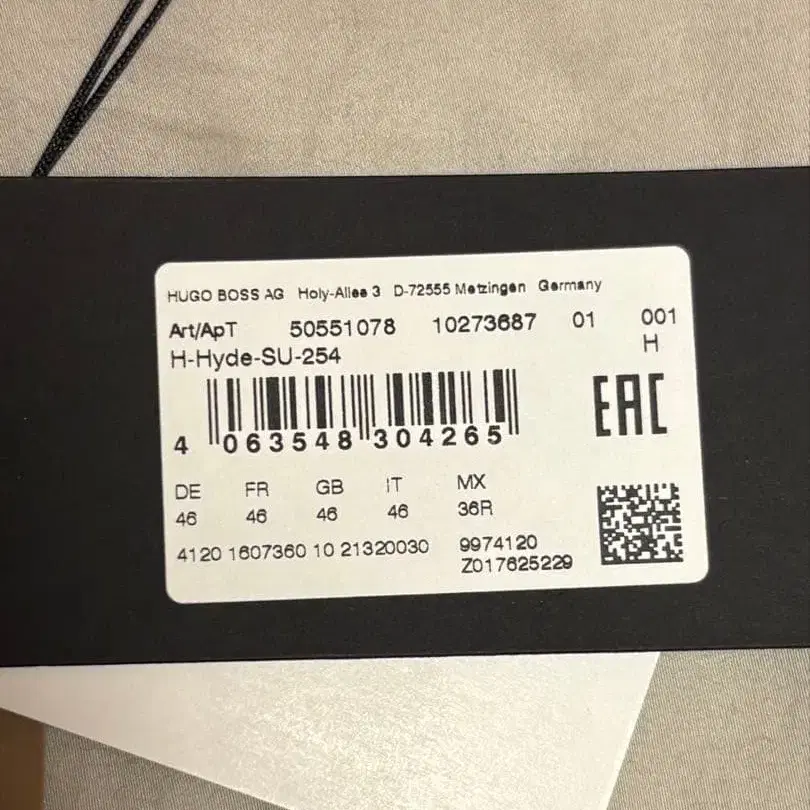 HUGO BOSS AG Holy-Allee 3 D-72555 Metzingen Germany
Art/ApT 50551078 10273687 01 001
H-Hyde-SU-254 H
EAC
4 063548 304265
DE FR GB IT MX
46 46 46 46 36R
4120 1607360 10 21320030 9974120
Z017625229